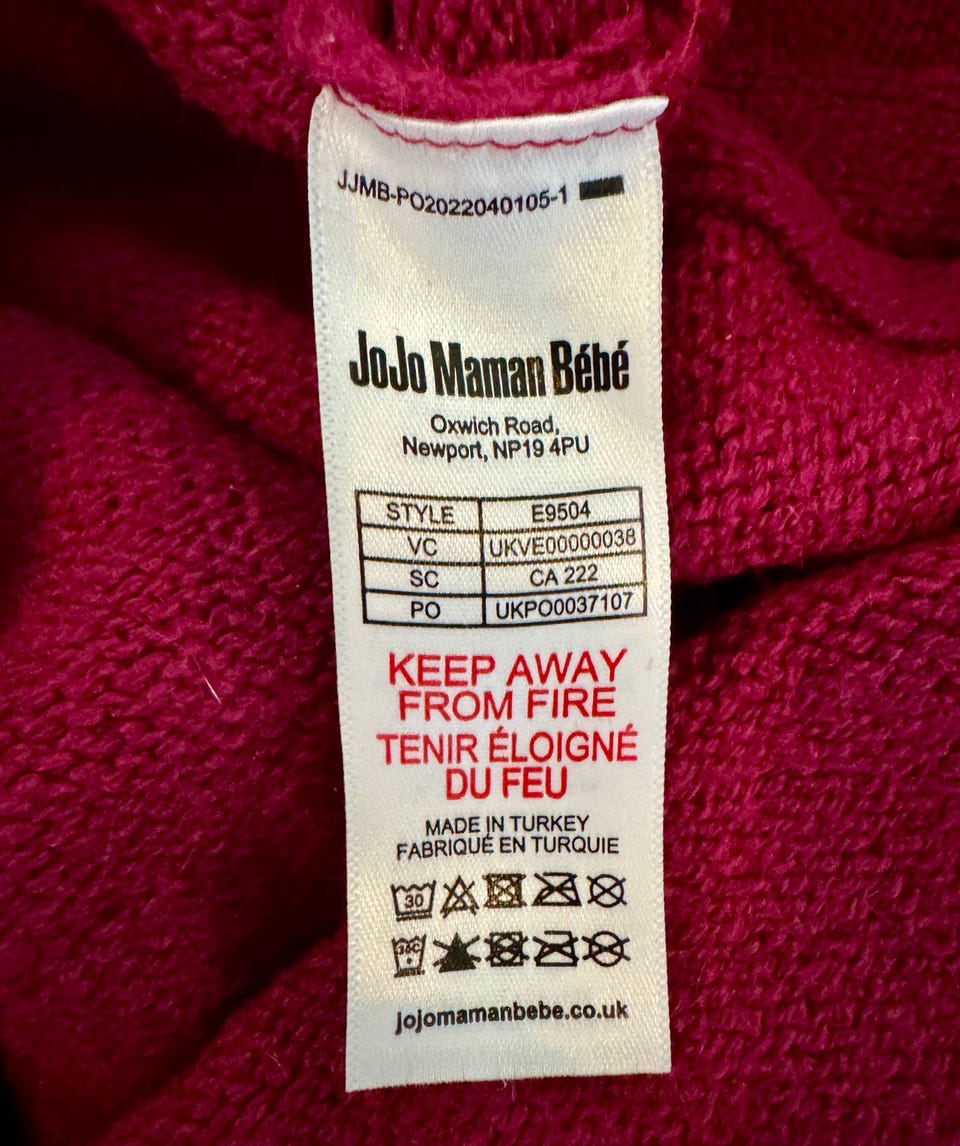 JJMB-PO2022040105-1
JoJo Maman Bébé
Oxwich Road,
Newport, NP19 4PU
STYLE E9504
VC UKVE00000038
SC CA 222
PO UKPO0037107
KEEP AWAY
FROM FIRE
TENIR ÉLOIGNÉ
DU FEU
MADE IN TURKEY
FABRIQUÉ EN TURQUIE
30
30C
jojomamanbebe.co.uk